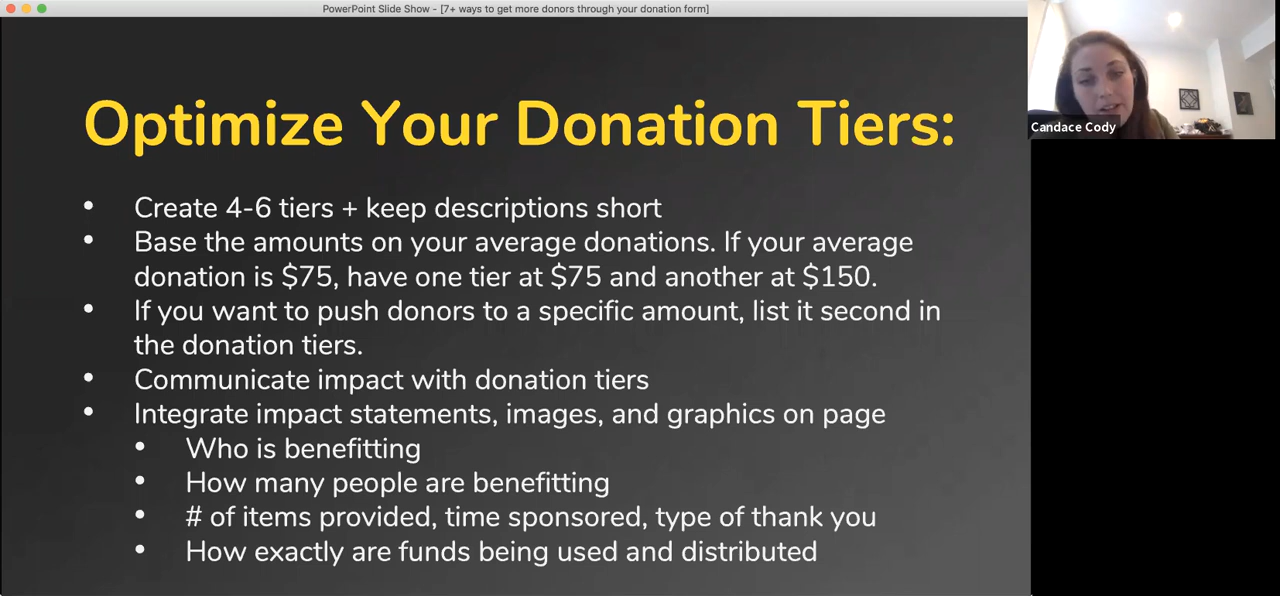 PowerPoint Slide Show - [7+ ways to get more donors through your donation form]
Optimize Your Donation Tiers:
• Create 4-6 tiers + keep descriptions short
• Base the amounts on your average donations. If your average
donation is $75, have one tier at $75 and another at $150.
• If you want to push donors to a specific amount, list it second in
the donation tiers.
• Communicate impact with donation tiers
• Integrate impact statements, images, and graphics on page
• Who is benefitting
• How many people are benefitting
• # of items provided, time sponsored, type of thank you
• How exactly are funds being used and distributed
Candace Cody